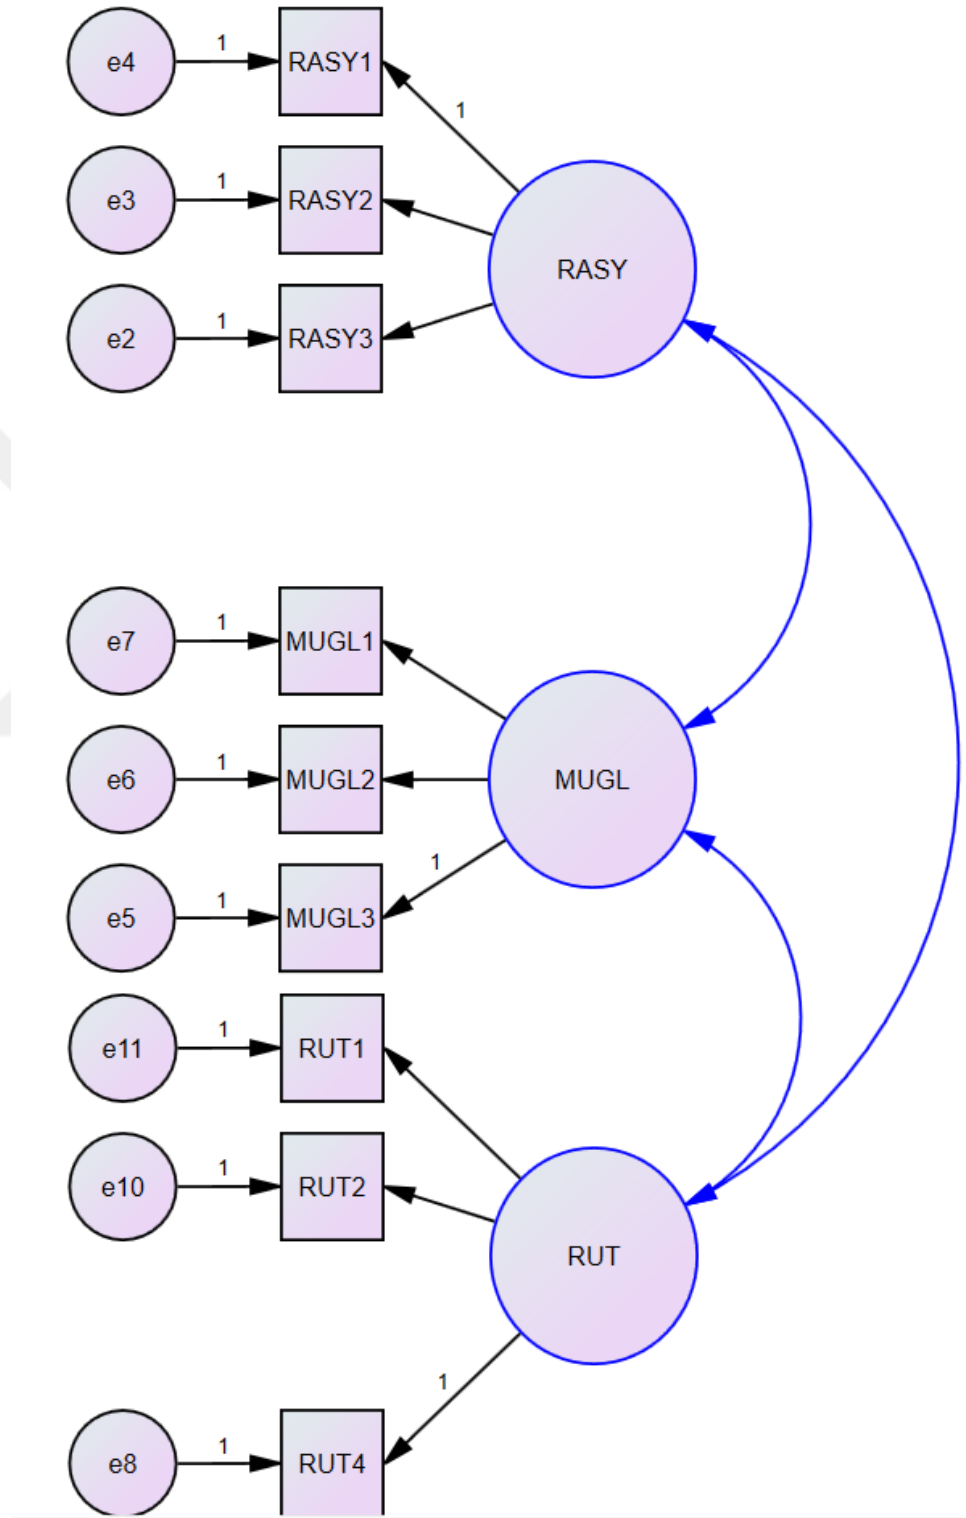 e4 1 RASY1
1
e3 1 RASY2
RASY
e2 1 RASY3
e7 1 MUGL1
e6 1 MUGL2
MUGL
1
e5 1 MUGL3
e11 1 RUT1
e10 1 RUT2
RUT
1
e8 1 RUT4